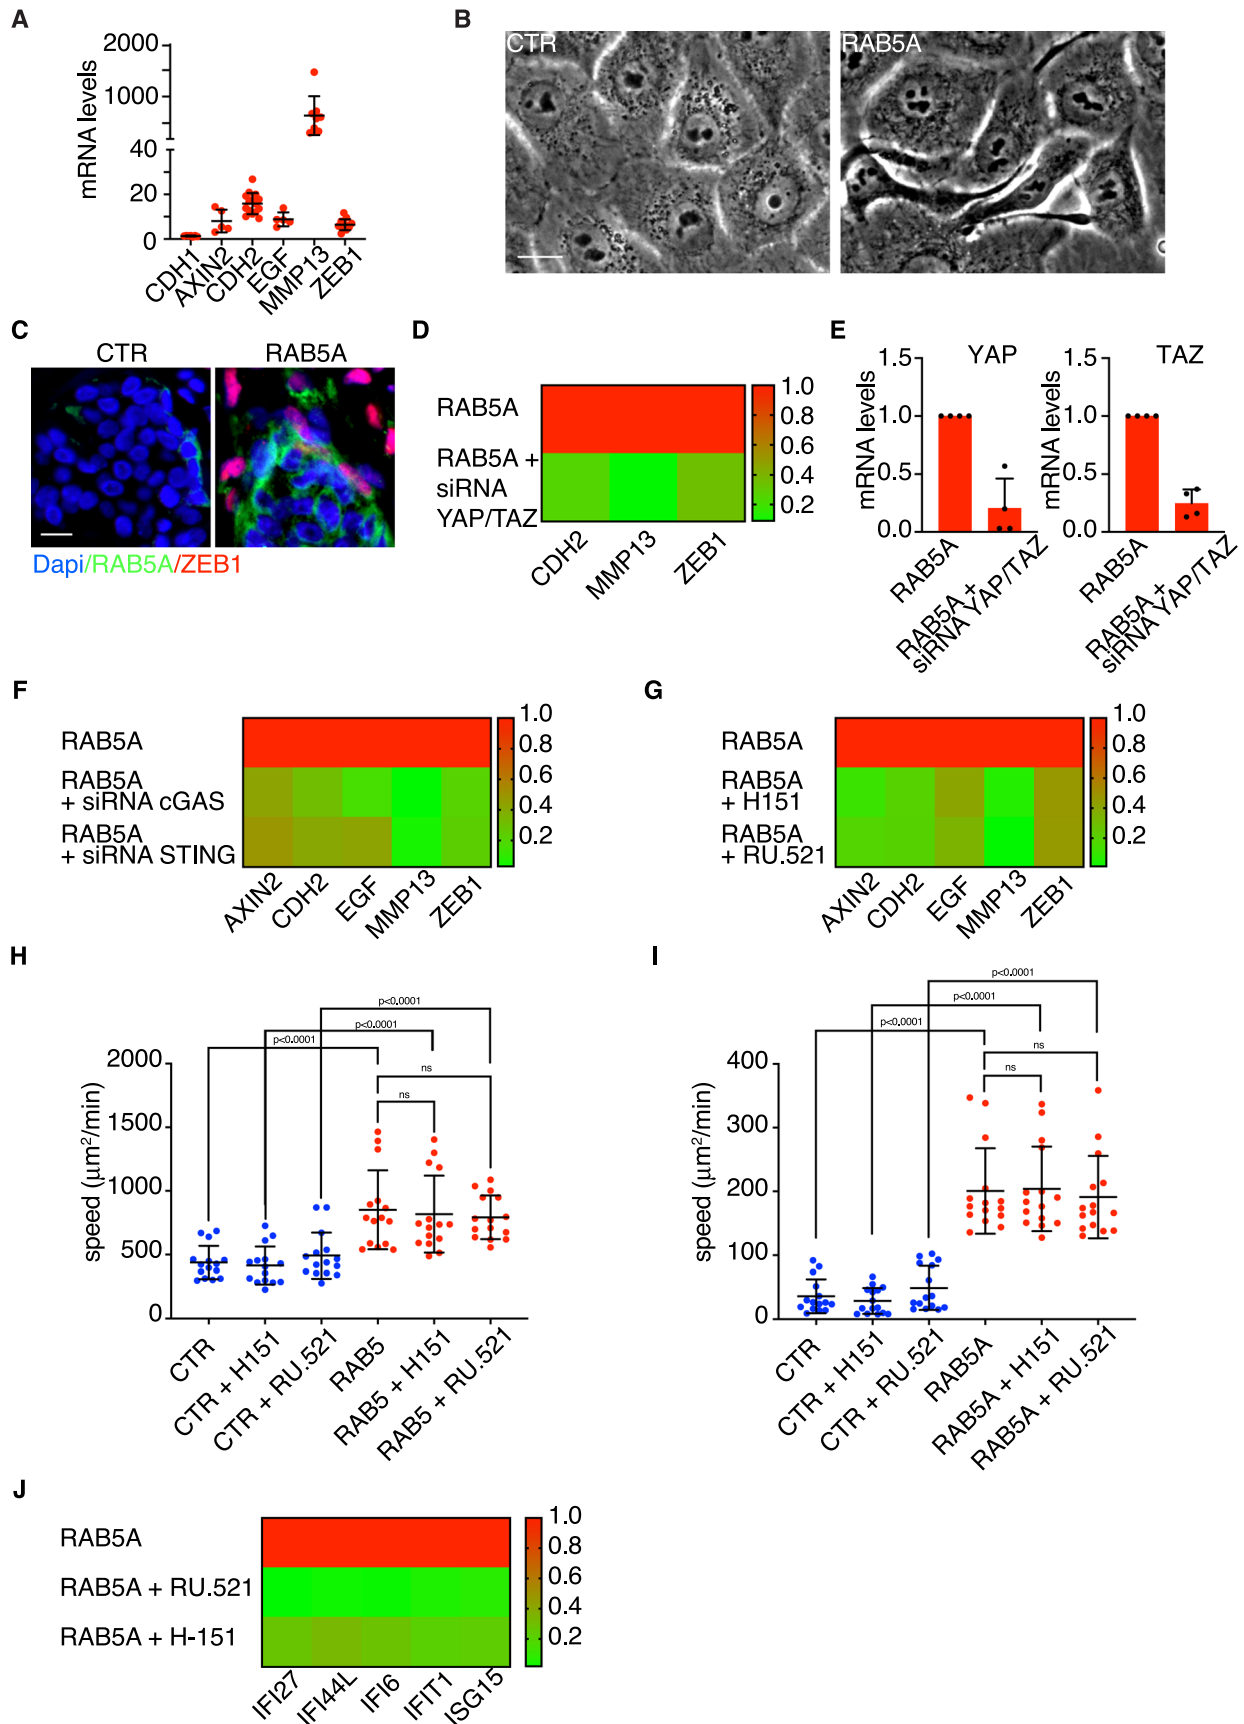 A
mRNA levels
2000
1000
40
20
0
CDH1
AXIN2
CDH2
EGF
MMP13
ZEB1
B
CTR
RAB5A
C
CTR
RAB5A
Dapi/RAB5A/ZEB1
D
RAB5A
RAB5A +
siRNA
YAP/TAZ
1.0
0.8
0.6
0.4
0.2
CDH2
MMP13
ZEB1
E
YAP
mRNA levels
1.5
1.0
0.5
0.0
RAB5A
RAB5A +
siRNA YAP/TAZ
TAZ
mRNA levels
1.5
1.0
0.5
0.0
RAB5A
RAB5A +
siRNA YAP/TAZ
F
RAB5A
RAB5A
+ siRNA cGAS
RAB5A
+ siRNA STING
1.0
0.8
0.6
0.4
0.2
AXIN2
CDH2
EGF
MMP13
ZEB1
G
RAB5A
RAB5A
+ H151
RAB5A
+ RU.521
1.0
0.8
0.6
0.4
0.2
AXIN2
CDH2
EGF
MMP13
ZEB1
H
p<0.0001
p<0.0001
p<0.0001
ns
ns
speed (μm²/min)
2000
1500
1000
500
0
CTR
CTR + H151
CTR + RU.521
RAB5
RAB5 + H151
RAB5 + RU.521
I
p<0.0001
p<0.0001
p<0.0001
ns
ns
speed (μm²/min)
400
300
200
100
0
CTR
CTR + H151
CTR + RU.521
RAB5A
RAB5A + H151
RAB5A + RU.521
J
RAB5A
RAB5A + RU.521
RAB5A + H-151
1.0
0.8
0.6
0.4
0.2
IFI27
IFI44L
IFI6
IFIT1
ISG15